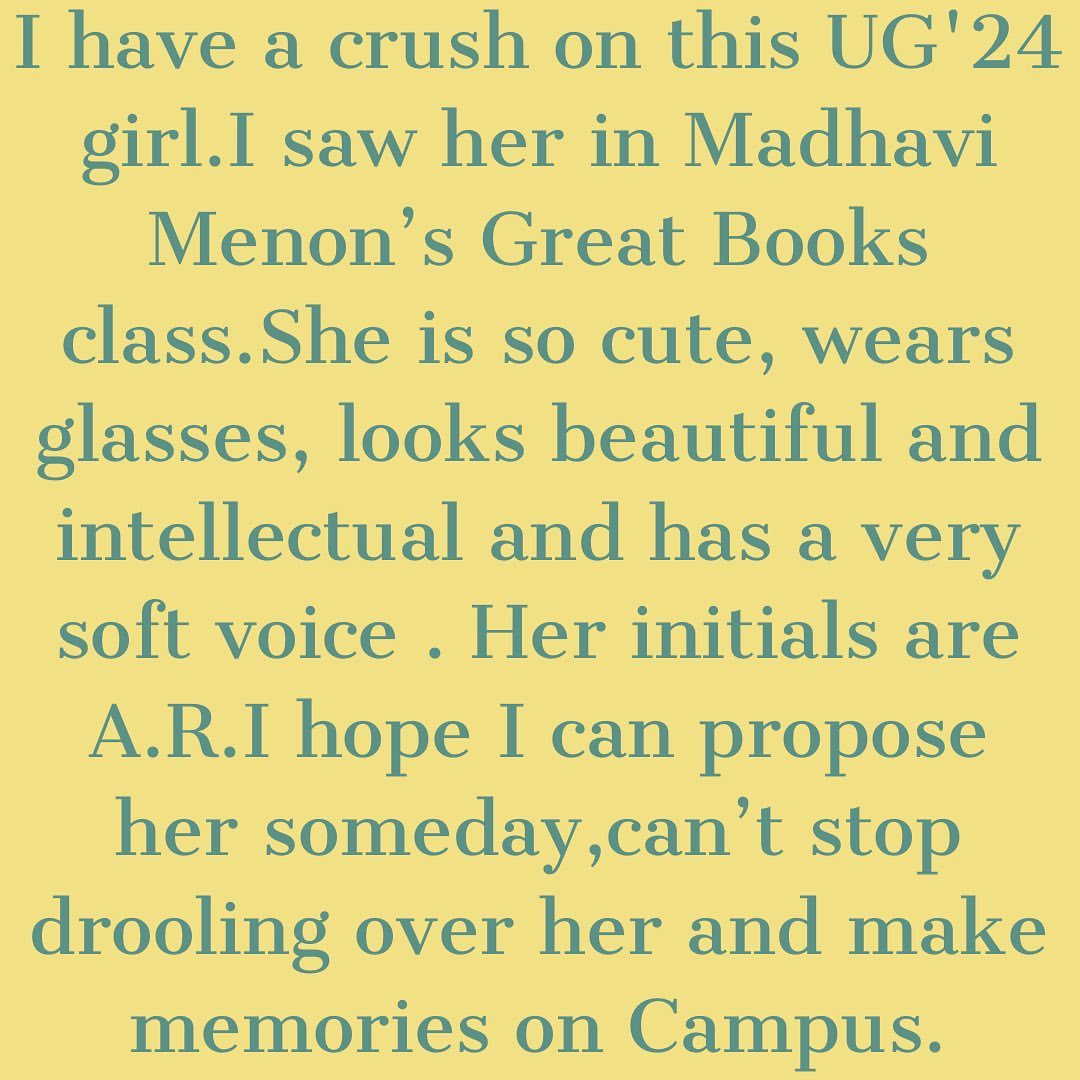 I have a crush on this UG'24
girl.I saw her in Madhavi
Menon’s Great Books
class.She is so cute, wears
glasses, looks beautiful and
intellectual and has a very
soft voice . Her initials are
A.R.I hope I can propose
her someday,can’t stop
drooling over her and make
memories on Campus.